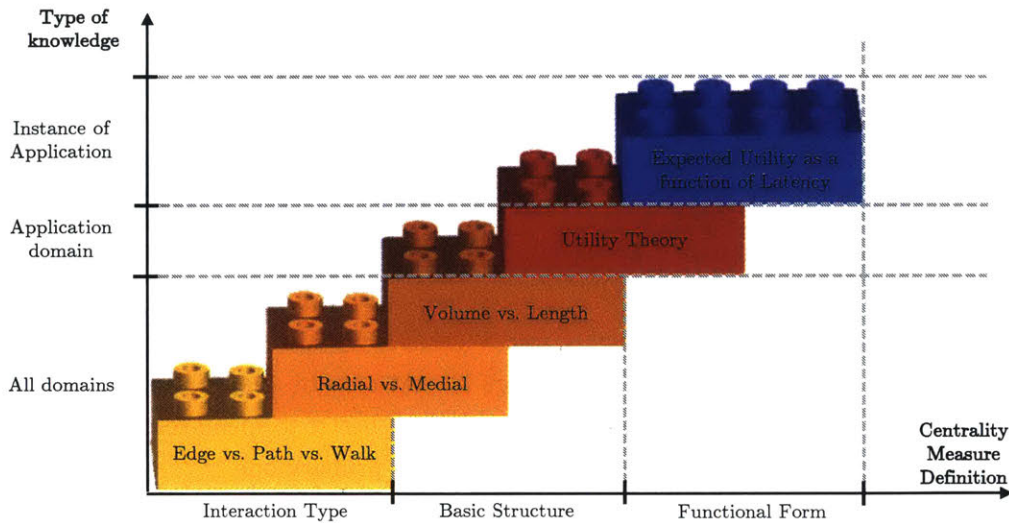 Type of
knowledge
Instance of
Application
Expected Utility as a
function of Latency
Application
domain
Utility Theory
Volume vs. Length
All domains
Radial vs. Medial
Edge vs. Path vs. Walk
Centrality
Measure
Definition
Interaction Type
Basic Structure
Functional Form